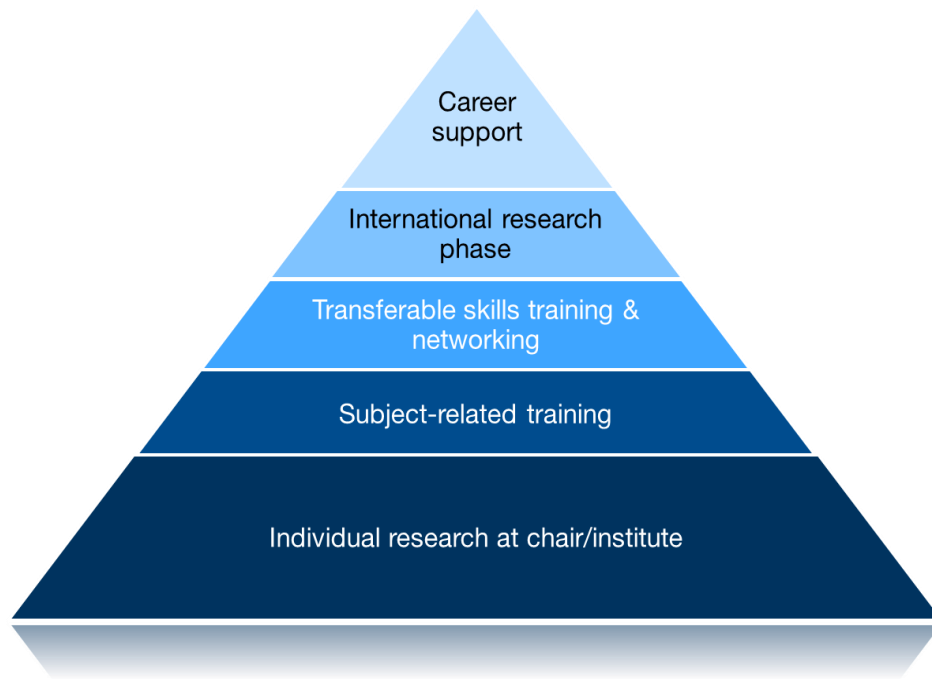 Career
support
International research
phase
Transferable skills training &
networking
Subject-related training
Individual research at chair/institute